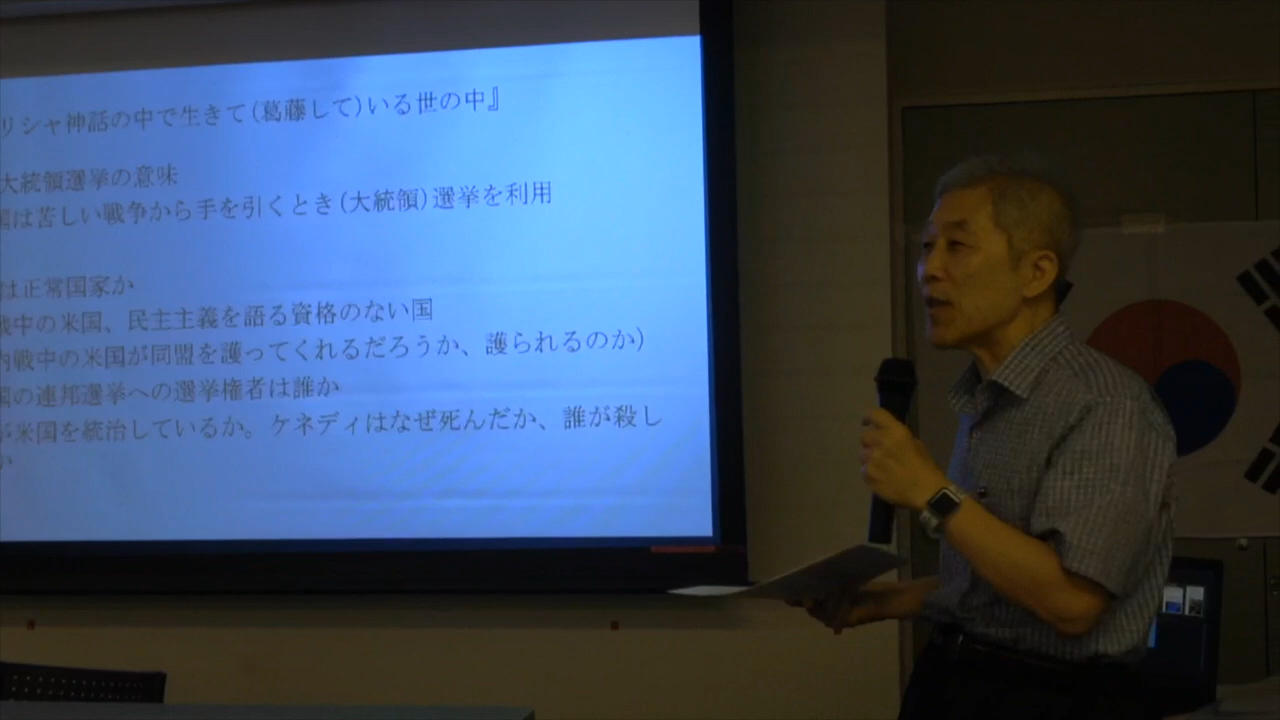 リシャ神話の中で生きて(葛藤して)いる世の中』
大統領選挙の意味
国は苦しい戦争から手を引くとき(大統領)選挙を利用
は正常国家か
戦中の米国、民主主義を語る資格のない国
内戦中の米国が同盟を護ってくれるだろうか、護られるのか)
国の連邦選挙への選挙権者は誰か
が米国を統治しているか。ケネディはなぜ死んだか、誰が殺し
か